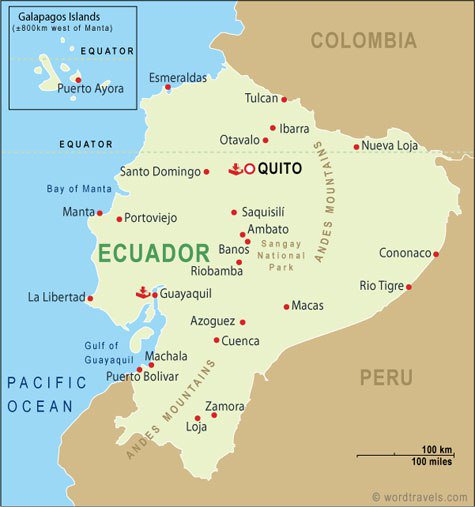 Galapagos Islands
(±800km west of Manta)
EQUATOR
Puerto Ayora
COLOMBIA
Esmeraldas
Tulcan
Ibarra
Otavalo
EQUATOR
Nueva Loja
Santo Domingo
QUITO
ANDES MOUNTAINS
Bay of Manta
Manta
Portoviejo
Saquisilí
Ambato
Banos
Sangay
National
Park
ECUADOR
Riobamba
Cononaco
Rio Tigre
La Libertad
Guayaquil
Macas
Azoguez
Cuenca
Gulf of
Guayaquil
Machala
Puerto Bolivar
PACIFIC
OCEAN
PERU
ANDES MOUNTAINS
Zamora
Loja
100 km
100 miles
© wordtravels.com